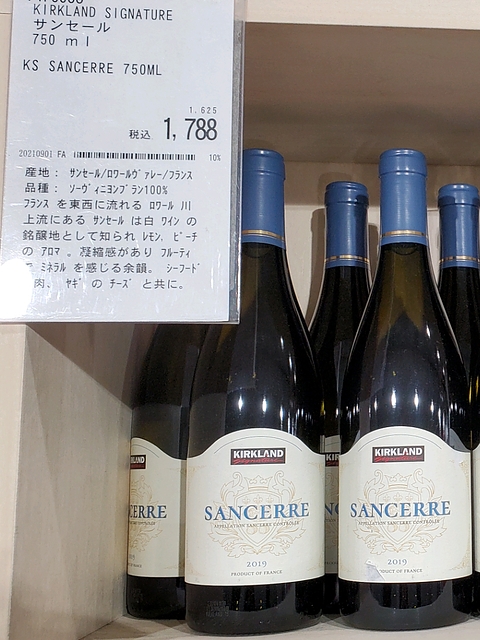 KIRKLAND SIGNATURE
サンセール
750 ml
KS SANCERRE 750ML
1.625
税込 1,788
20210901 FA 10%
産地: サンセール/ロワールヴァレー/フランス
品種: ソーヴィニヨンブラン100%
フランス を東西に流れる ロワール 川
上流にある サンセール は白 ワイン の
銘醸地として知られ レモン、ピーチ
の アロマ 。凝縮感があり フルーティ
ミネラル を感じる余韻。 シーフード
肉、 ヤギ の チーズ と共に。
KIRKLAND
Signature
SANCERRE
APPELLATION SANCERRE CONTRÔLÉE
2019
PRODUCT OF FRANCE
KIRKLAND
Signature
SANCERRE
APPELLATION SANCERRE CONTRÔLÉE
2019
PRODUCT OF FRANCE